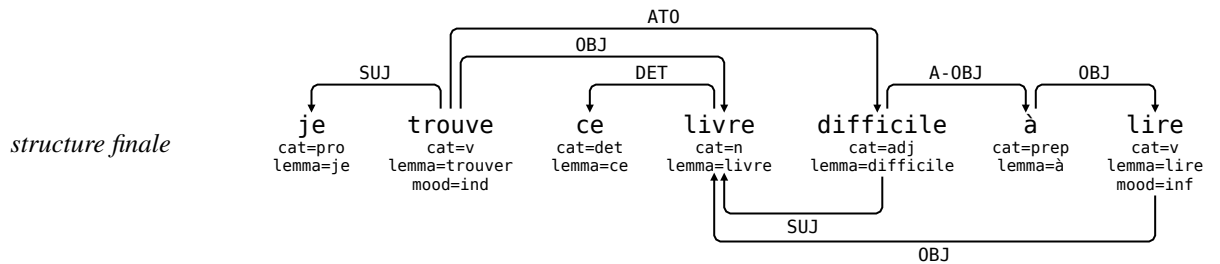 ATO
OBJ
SUJ DET A-OBJ OBJ
je trouve ce livre difficile à lire
structure finale cat=pro cat=v cat=det cat=n cat=adj cat=prep cat=v
lemma=je lemma=trouver lemma=ce lemma=livre lemma=difficile lemma=à lemma=lire
mood=ind mood=inf
SUJ
OBJ